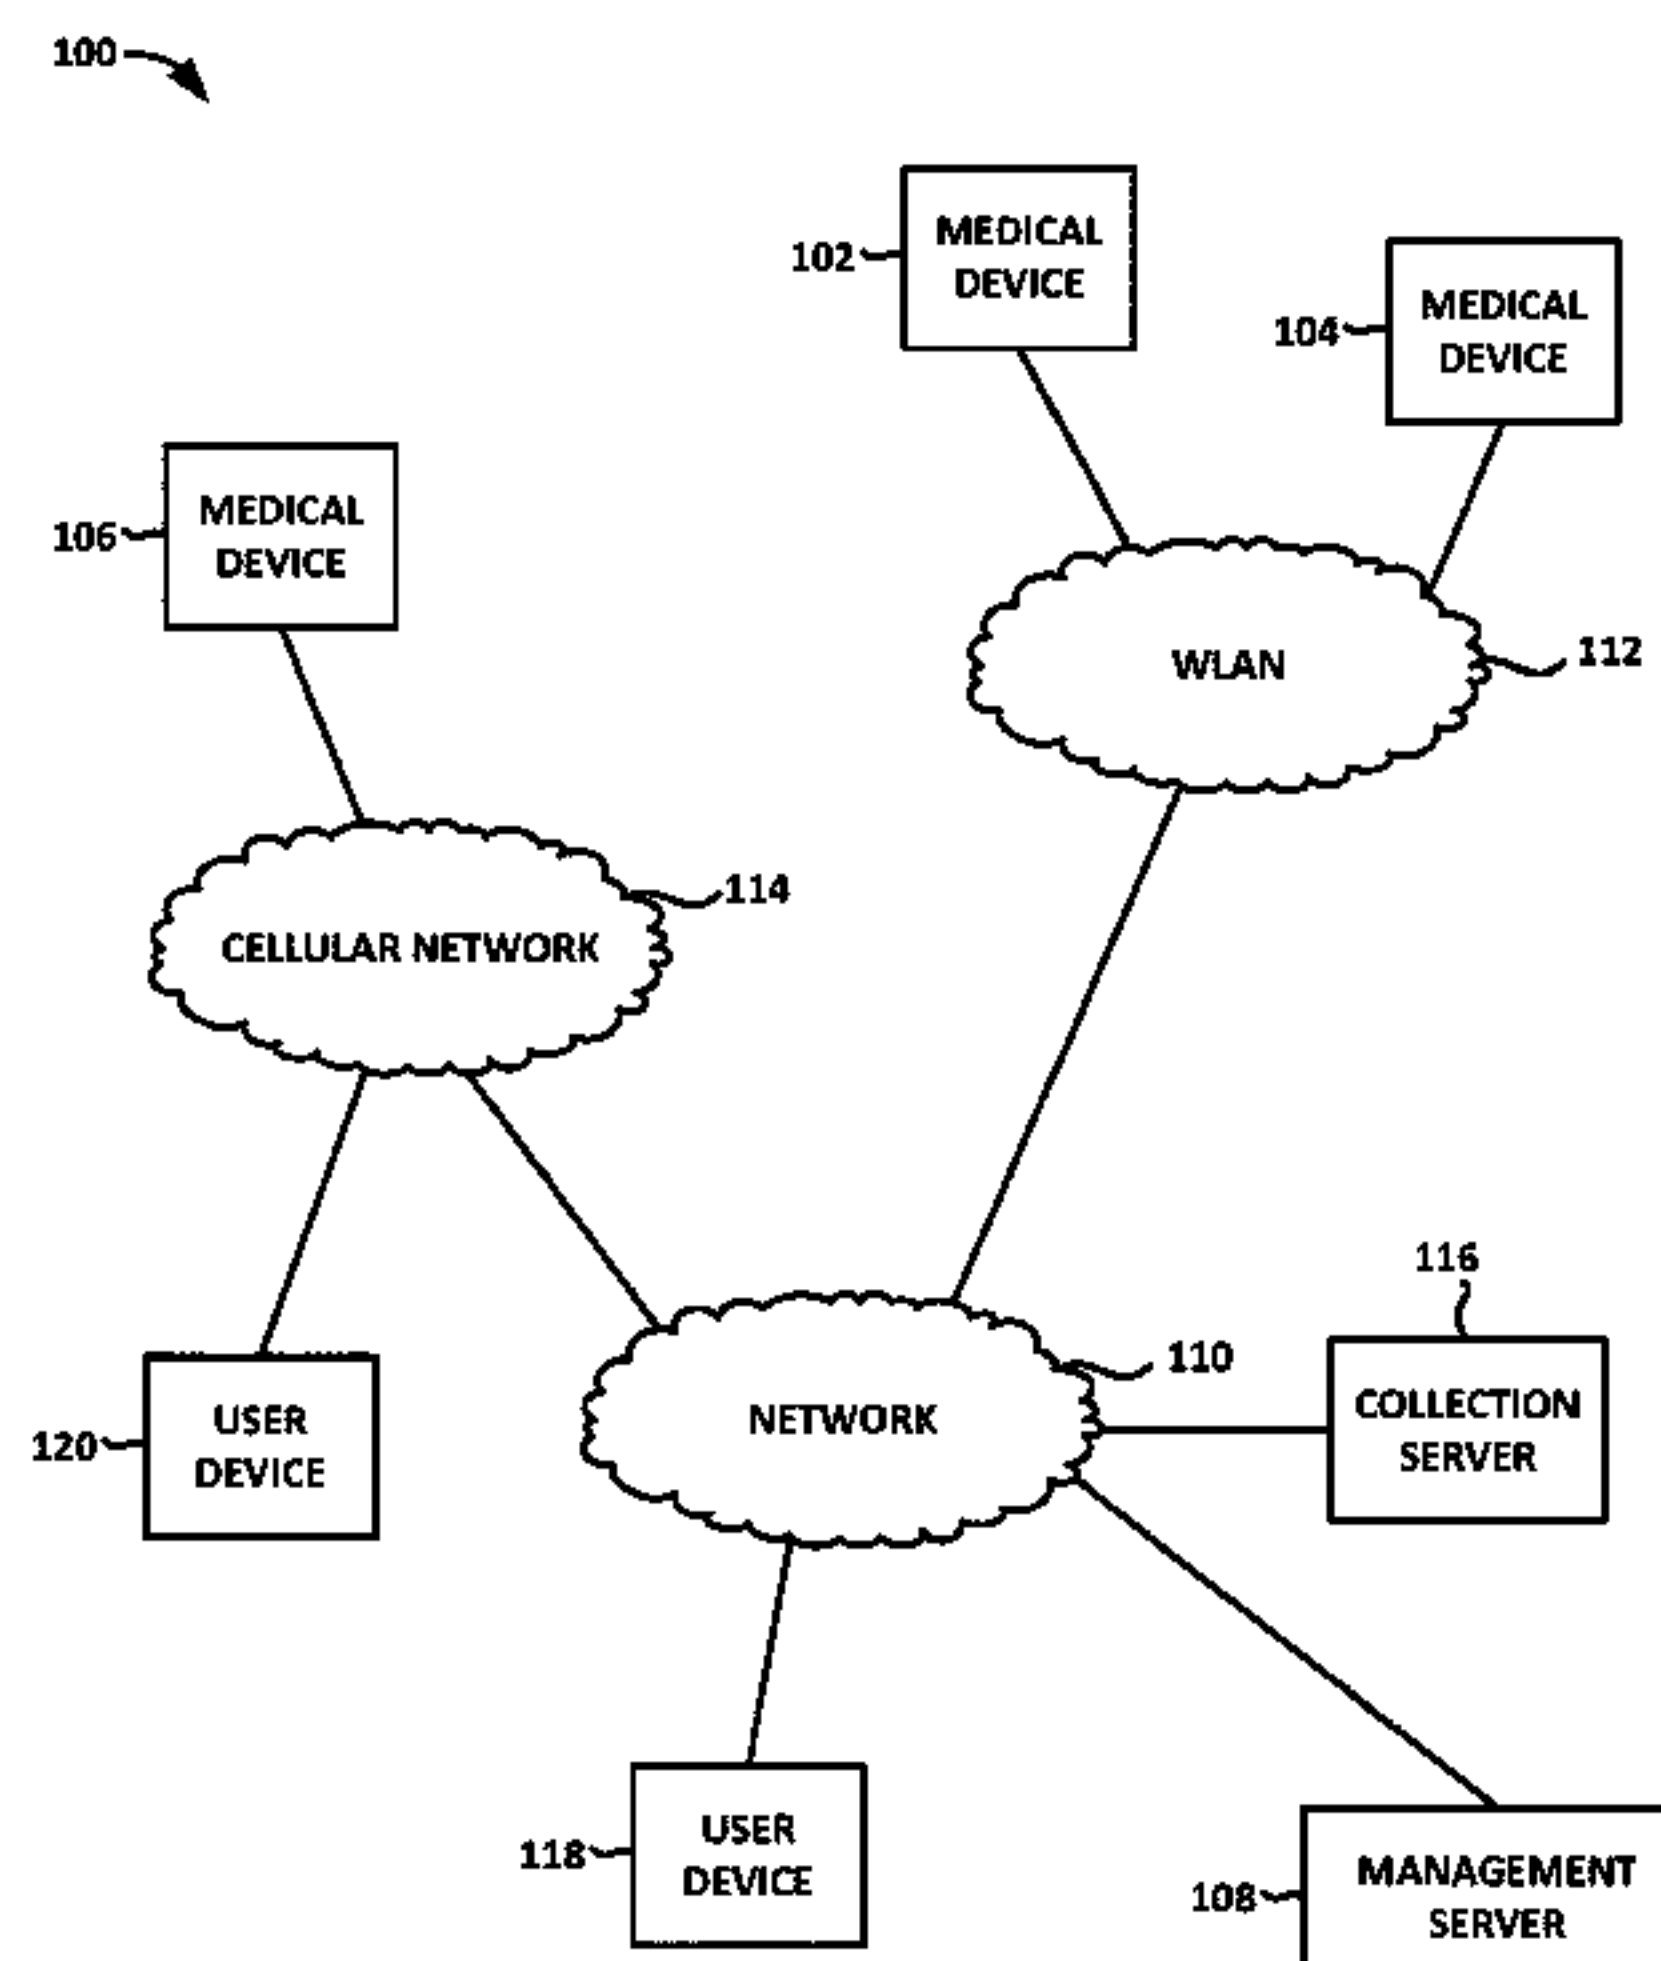 100
MEDICAL
DEVICE
102
MEDICAL
DEVICE
104
MEDICAL
DEVICE
106
WLAN
112
114
CELLULAR NETWORK
116
110
COLLECTION
SERVER
NETWORK
USER
DEVICE
120
USER
DEVICE
118
MANAGEMENT
SERVER
108